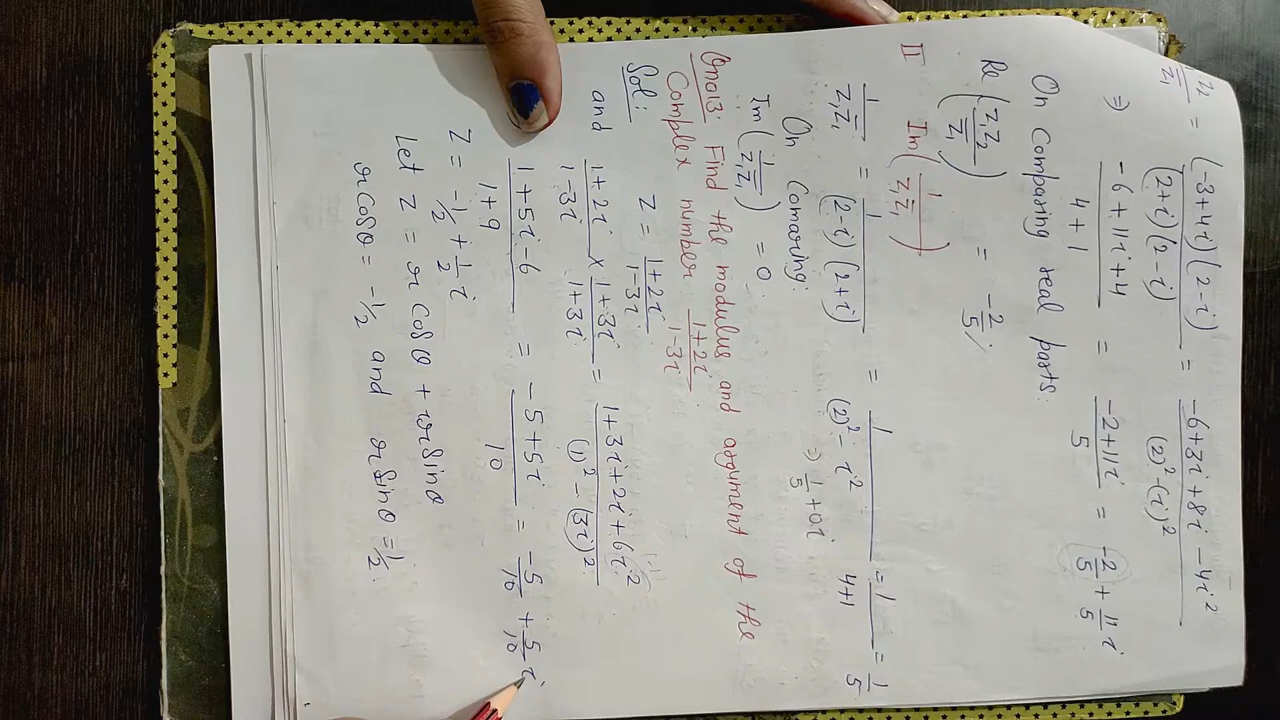 z₂/z̄₁ = (-3+4i)(2-i)/(2+i)(2-i) = -6+3i+8i-4i²/(2)²-(i)²
⇒ -6+11i+4/4+1 = -2+11i/5 = -2/5 + 11/5 i
On Comparing real parts:
Re (z₁z₂/z̄₁) = -2/5
II Im (1/z₁z̄₁)
1/z₁z̄₁ = 1/(2-i)(2+i) = 1/(2)²-i² = 1/4+1 = 1/5
On Comaring: ⇒ 1/5 + 0i
Im (1/z₁z̄₁) = 0
Qno13: Find the modulus and argument of the
Complex number 1+2i/1-3i
Sol: z = 1+2i/1-3i
and 1+2i/1-3i × 1+3i/1+3i = 1+3i+2i+6i²/(1)²-(3i)²
1+5i-6/1+9 = -5+5i/10 = -5/10 + 5/10 i
z = -1/2 + 1/2 i
Let z = r Cosθ + ir Sinθ
r Cosθ = -1/2 and r Sinθ = 1/2